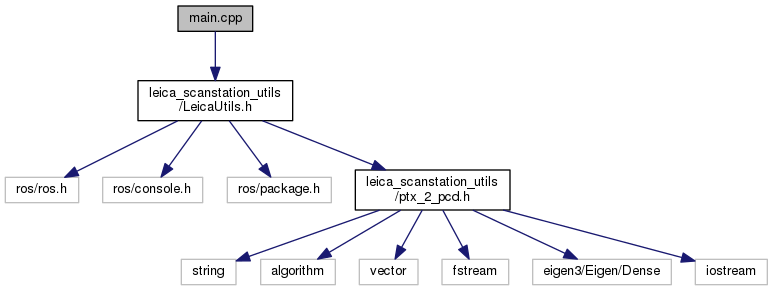 main.cpp
leica_scanstation_utils
/LeicaUtils.h
ros/ros.h
ros/console.h
ros/package.h
leica_scanstation_utils
/ptx_2_pcd.h
string
algorithm
vector
fstream
eigen3/Eigen/Dense
iostream